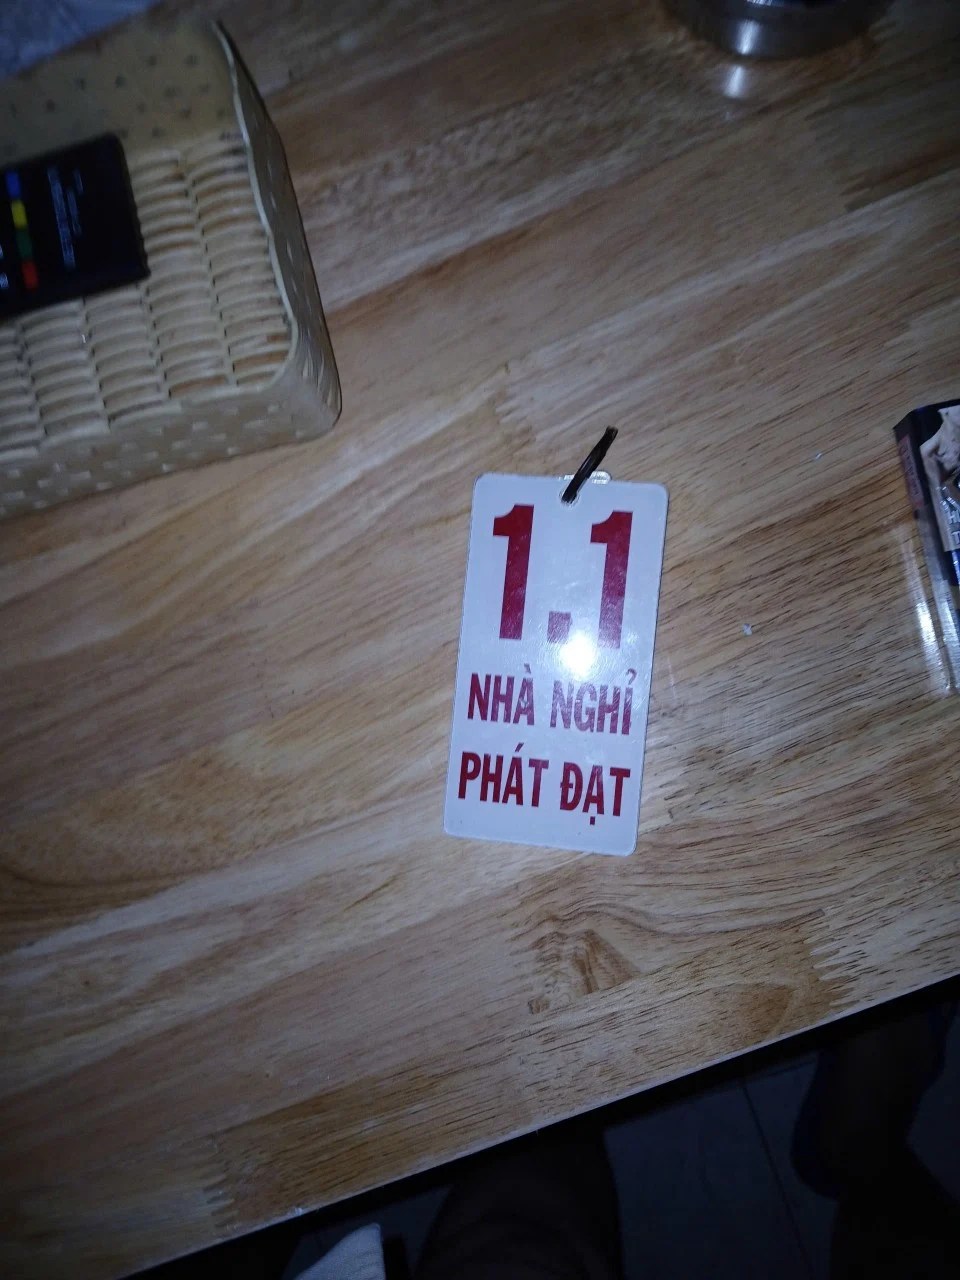 1.1
NHÀ NGHỈ
PHÁT ĐẠT